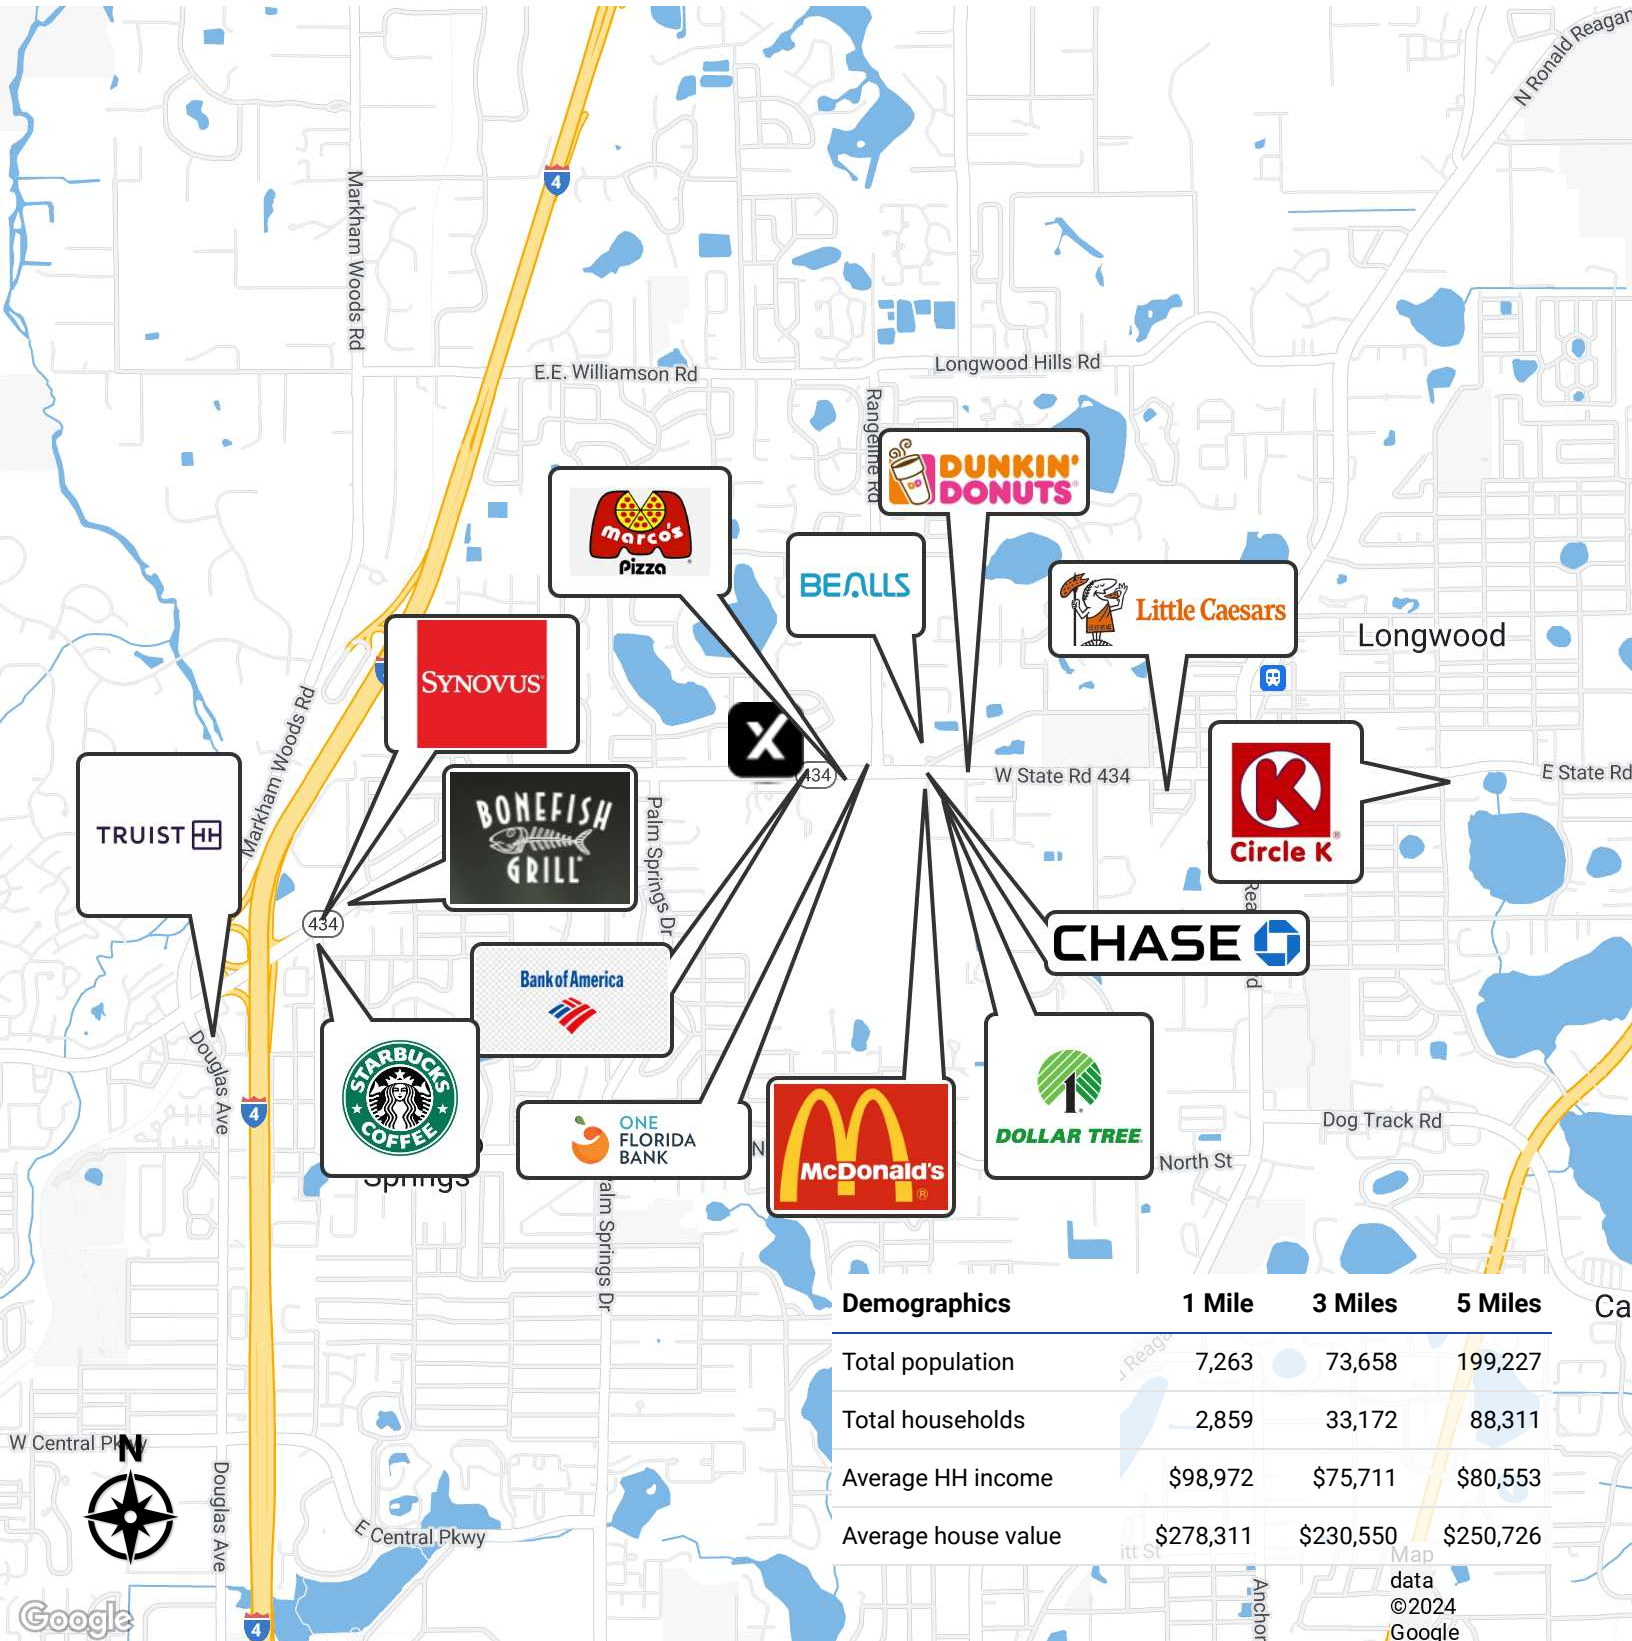 N Ronald Reagan
4
Markham Woods Rd
E.E. Williamson Rd
Longwood Hills Rd
Rangeline Rd
DUNKIN'
DONUTS
marco's
Pizza
BEALLS
Little Caesars
Longwood
SYNOVUS
Markham Woods Rd
X
434
W State Rd 434
E State Rd
Circle K
TRUIST
BONEFISH
GRILL
Palm Springs Dr
434
CHASE
Bank of America
Douglas Ave
4
STARBUCKS
COFFEE
Springs
ONE
FLORIDA
BANK
McDonald's
1
DOLLAR TREE
Dog Track Rd
North St
Palm Springs Dr
Demographics 1 Mile 3 Miles 5 Miles
Total population 7,263 73,658 199,227
Total households 2,859 33,172 88,311
Average HH income $98,972 $75,711 $80,553
Average house value $278,311 $230,550 $250,726
Ca
W Central Pkwy
N
Douglas Ave
E Central Pkwy
Google
4
Map
data
©2024
Google